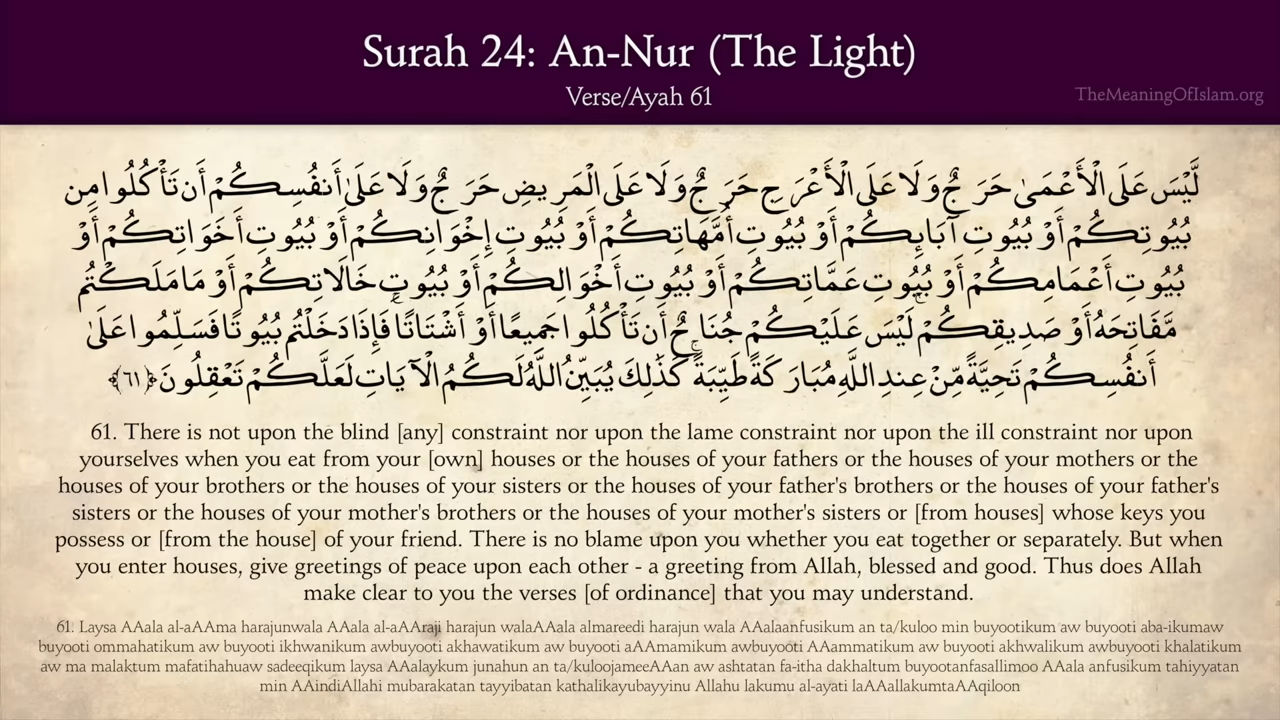 Surah 24: An-Nur (The Light)
Verse/Ayah 61
TheMeaningOfIslam.org
لَّيْسَ عَلَى الْأَعْمَىٰ حَرَجٌ وَلَا عَلَى الْأَعْرَجِ حَرَجٌ وَلَا عَلَى الْمَرِيضِ حَرَجٌ وَلَا عَلَىٰ أَنفُسِكُمْ أَن تَأْكُلُوا مِن
بُيُوتِكُمْ أَوْ بُيُوتِ آبَائِكُمْ أَوْ بُيُوتِ أُمَّهَاتِكُمْ أَوْ بُيُوتِ إِخْوَانِكُمْ أَوْ بُيُوتِ أَخَوَاتِكُمْ أَوْ
بُيُوتِ أَعْمَامِكُمْ أَوْ بُيُوتِ عَمَّاتِكُمْ أَوْ بُيُوتِ أَخْوَالِكُمْ أَوْ بُيُوتِ خَالَاتِكُمْ أَوْ مَا مَلَكْتُم
مَّفَاتِحَهُ أَوْ صَدِيقِكُمْ ۚ لَيْسَ عَلَيْكُمْ جُنَاحٌ أَن تَأْكُلُوا جَمِيعًا أَوْ أَشْتَاتًا ۚ فَإِذَا دَخَلْتُم بُيُوتًا فَسَلِّمُوا عَلَىٰ
أَنفُسِكُمْ تَحِيَّةً مِّنْ عِندِ اللَّهِ مُبَارَكَةً طَيِّبَةً ۚ كَذَٰلِكَ يُبَيِّنُ اللَّهُ لَكُمُ الْآيَاتِ لَعَلَّكُمْ تَعْقِلُونَ ﴿٦١﴾
61. There is not upon the blind [any] constraint nor upon the lame constraint nor upon the ill constraint nor upon
yourselves when you eat from your [own] houses or the houses of your fathers or the houses of your mothers or the
houses of your brothers or the houses of your sisters or the houses of your father's brothers or the houses of your father's
sisters or the houses of your mother's brothers or the houses of your mother's sisters or [from houses] whose keys you
possess or [from the house] of your friend. There is no blame upon you whether you eat together or separately. But when
you enter houses, give greetings of peace upon each other - a greeting from Allah, blessed and good. Thus does Allah
make clear to you the verses [of ordinance] that you may understand.
61. Laysa AAala al-aAAma harajunwala AAala al-aAAraji harajun walaAAala almareedi harajun wala AAalaanfusikum an ta/kuloo min buyootikum aw buyooti aba-ikumaw
buyooti ommahatikum aw buyooti ikhwanikum awbuyooti akhawatikum aw buyooti aAAmamikum awbuyooti AAammatikum aw buyooti akhwalikum awbuyooti khalatikum
aw ma malaktum mafatihahuaw sadeeqikum laysa AAalaykum junahun an ta/kuloojameeAAan aw ashtatan fa-itha dakhaltum buyootanfasallimoo AAala anfusikum tahiyyatan
min AAindiAllahi mubarakatan tayyibatan kathalikayubayyinu Allahu lakumu al-ayati laAAallakumtaAAqiloon